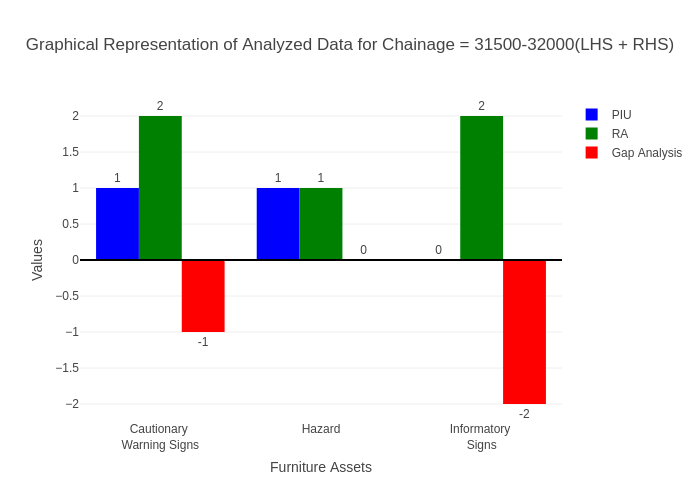 Graphical Representation of Analyzed Data for Chainage = 31500-32000(LHS + RHS)
PIU
RA
Gap Analysis
Values
2
1.5
1
0.5
0
−0.5
−1
−1.5
−2
1
2
-1
1
1
0
0
2
-2
Cautionary
Warning Signs
Hazard
Informatory
Signs
Furniture Assets